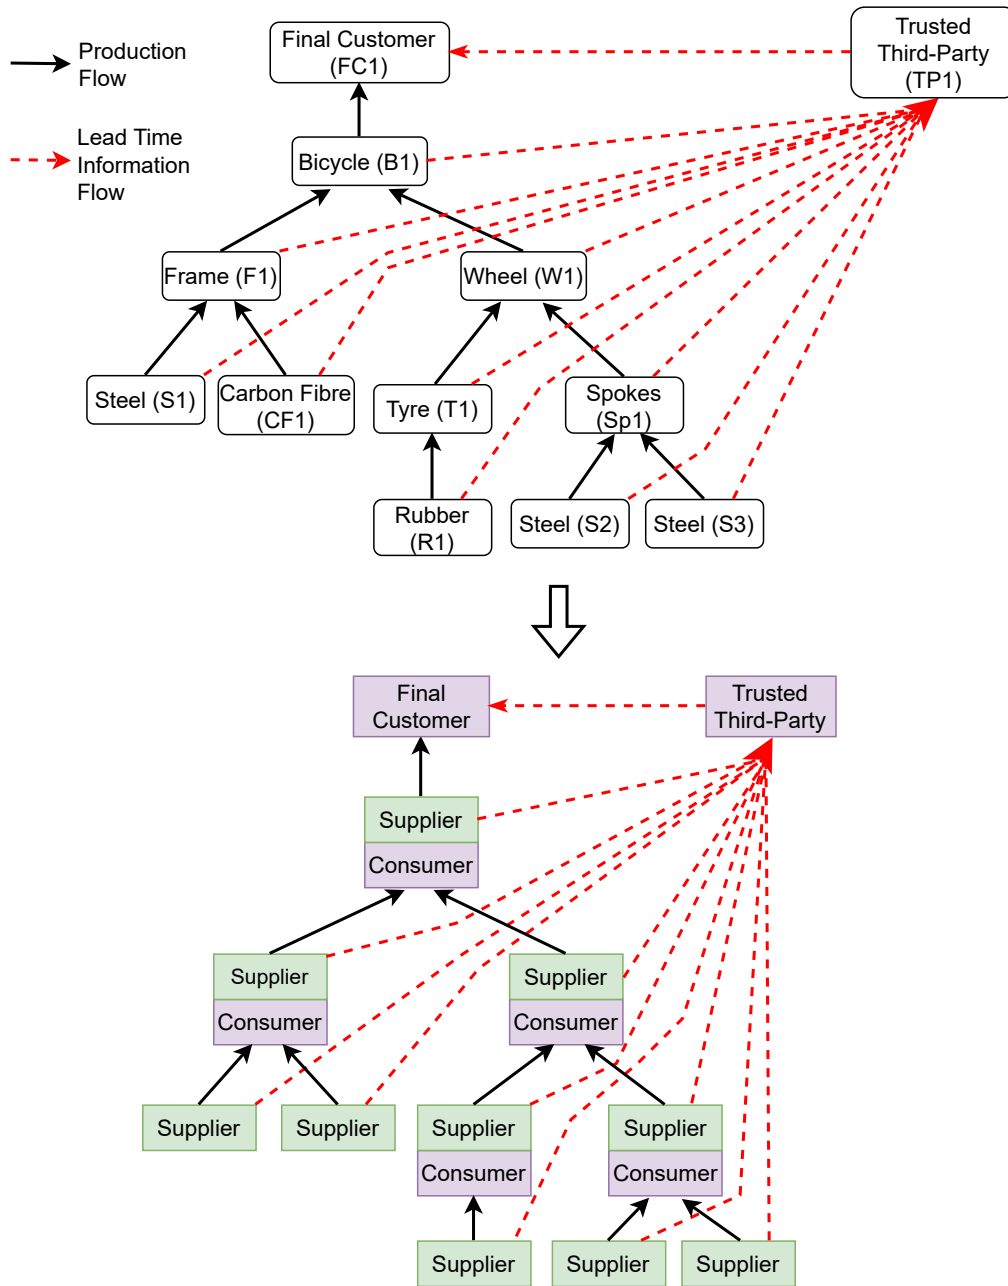 Production
Flow
Lead Time
Information
Flow
Final Customer
(FC1)
Trusted
Third-Party
(TP1)
Bicycle (B1)
Frame (F1)
Wheel (W1)
Steel (S1)
Carbon Fibre
(CF1)
Tyre (T1)
Spokes
(Sp1)
Rubber
(R1)
Steel (S2)
Steel (S3)
Final
Customer
Trusted
Third-Party
Supplier
Consumer
Supplier
Consumer
Supplier
Consumer
Supplier
Supplier
Supplier
Consumer
Supplier
Consumer
Supplier
Supplier
Supplier